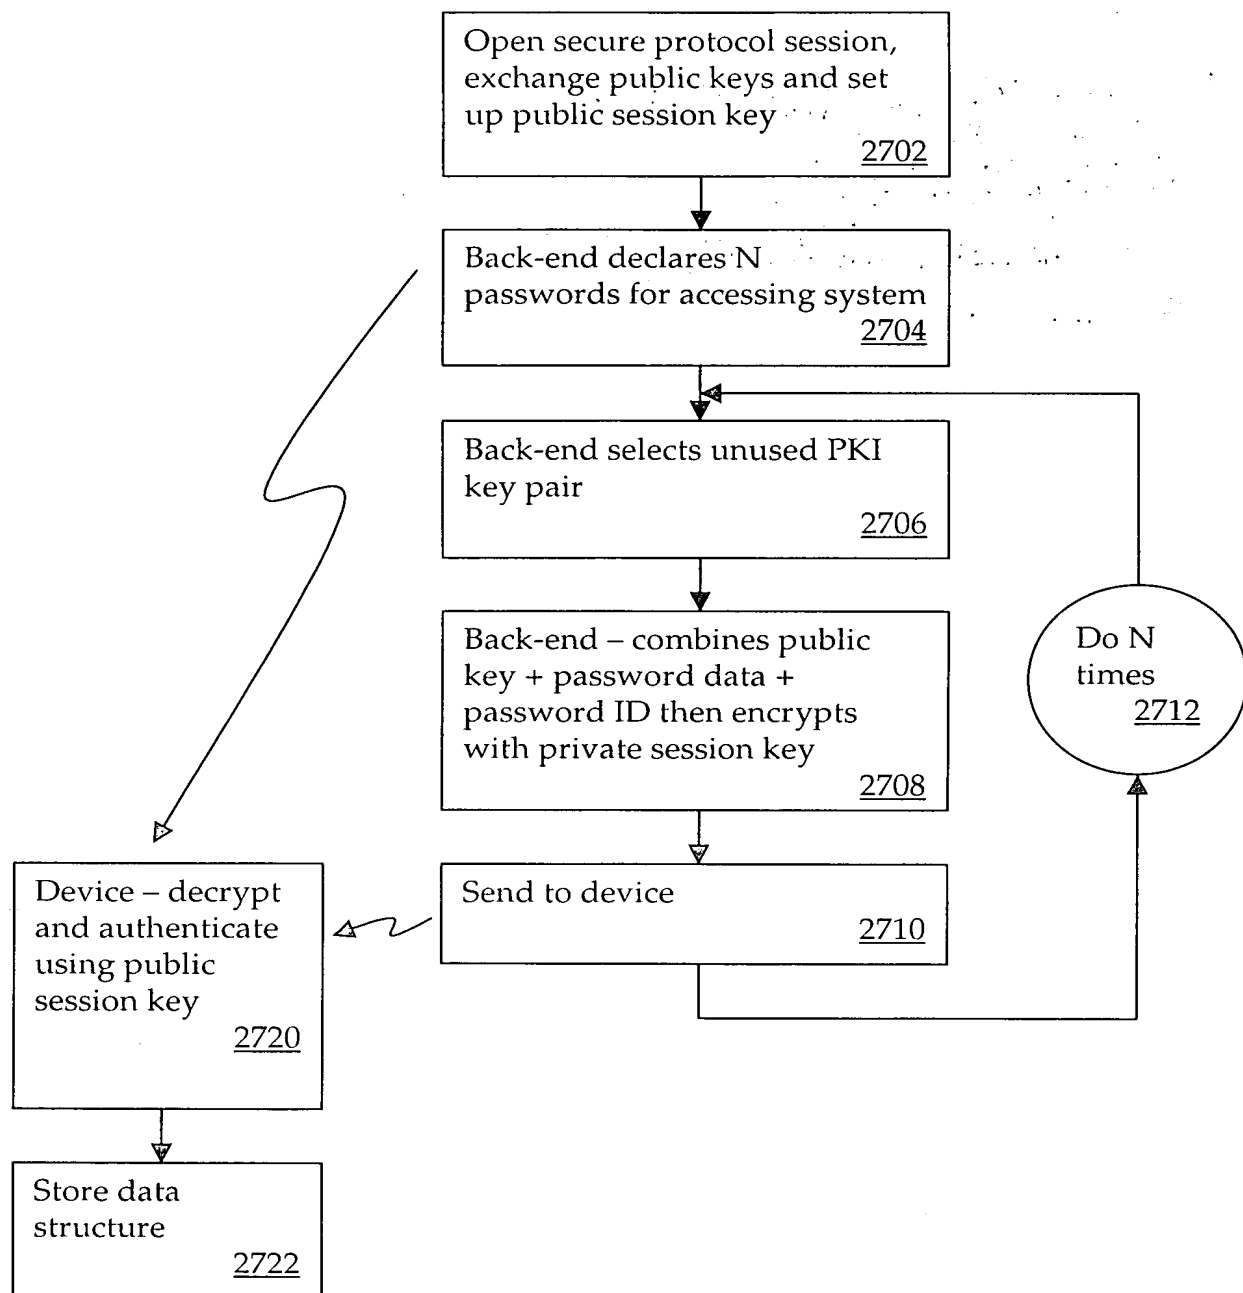 Open secure protocol session,
exchange public keys and set
up public session key
2702
Back-end declares N
passwords for accessing system
2704
Back-end selects unused PKI
key pair
2706
Back-end – combines public
key + password data +
password ID then encrypts
with private session key
2708
Do N
times
2712
Send to device
2710
Device – decrypt
and authenticate
using public
session key
2720
Store data
structure
2722